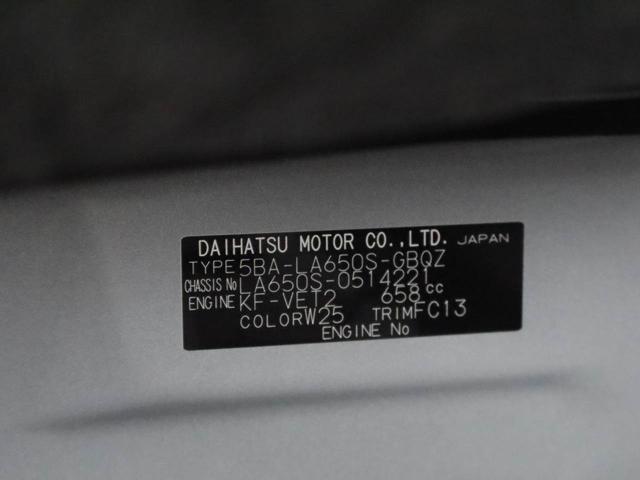 DAIHATSU MOTOR CO.,LTD. JAPAN
TYPE 5BA-LA650S-GBQZ
CHASSIS No LA650S-0514221
ENGINE KF-VET2 658 cc
COLOR W25 TRIM FC13
ENGINE No